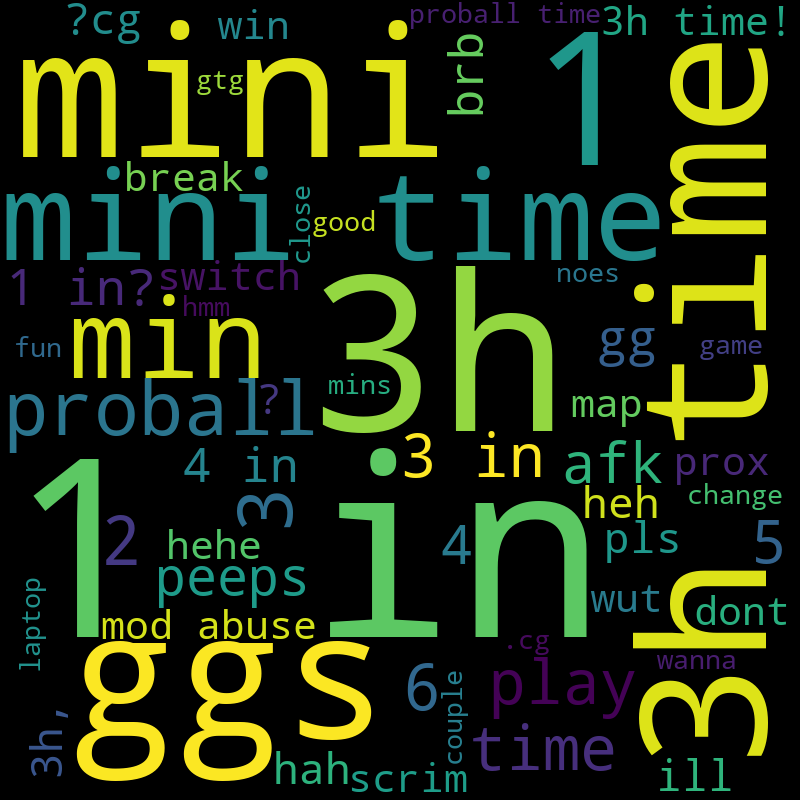 ?cg
win
proball time
3h time!
mini
gtg
brb
1
3h time
break
mini time
close
good
1 in?
switch
hmm
noes
min
3h
fun
gg
game
proball
?
mins
map
4 in
3 in
afk
prox
3
1 in
heh
change
2
hehe
4
pls
5
peeps
laptop
wut
dont
mod abuse
.cg
wanna
ggs
6
couple
play
3h,
time
hah
scrim
ill